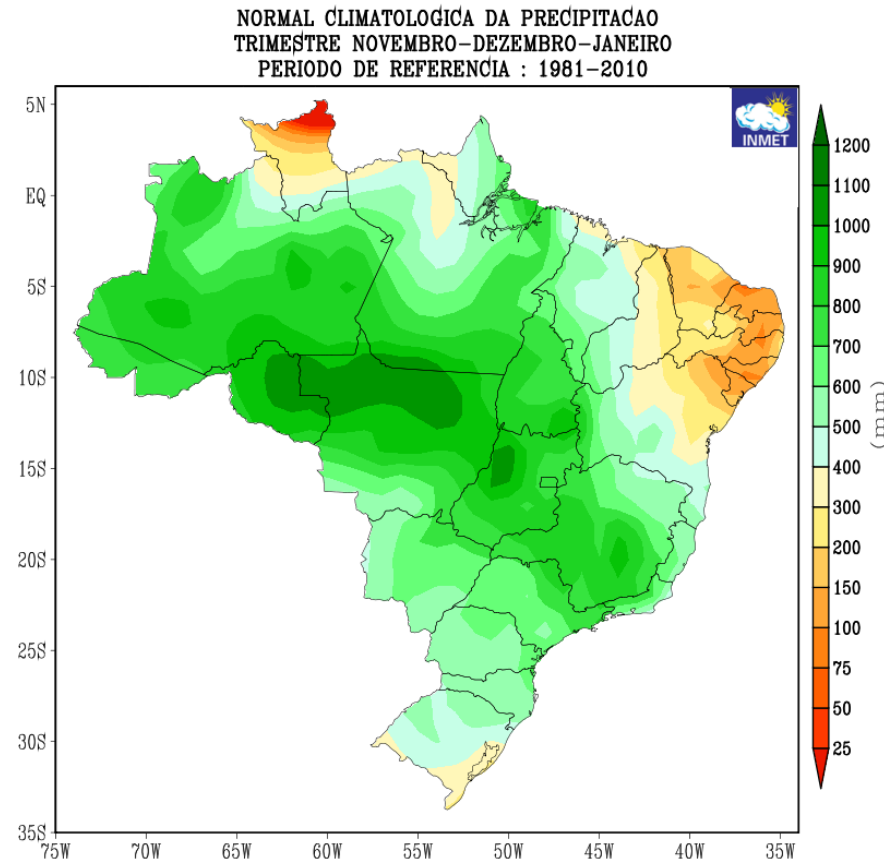 NORMAL CLIMATOLOGICA DA PRECIPITACAO
TRIMESTRE NOVEMBRO-DEZEMBRO-JANEIRO
PERIODO DE REFERENCIA : 1981-2010
INMET
5N
EQ
5S
10S
15S
20S
25S
30S
35S
75W 70W 65W 60W 55W 50W 45W 40W 35W
1200
1100
1000
900
800
700
600
500
400
300
200
150
100
75
50
25
(mm)